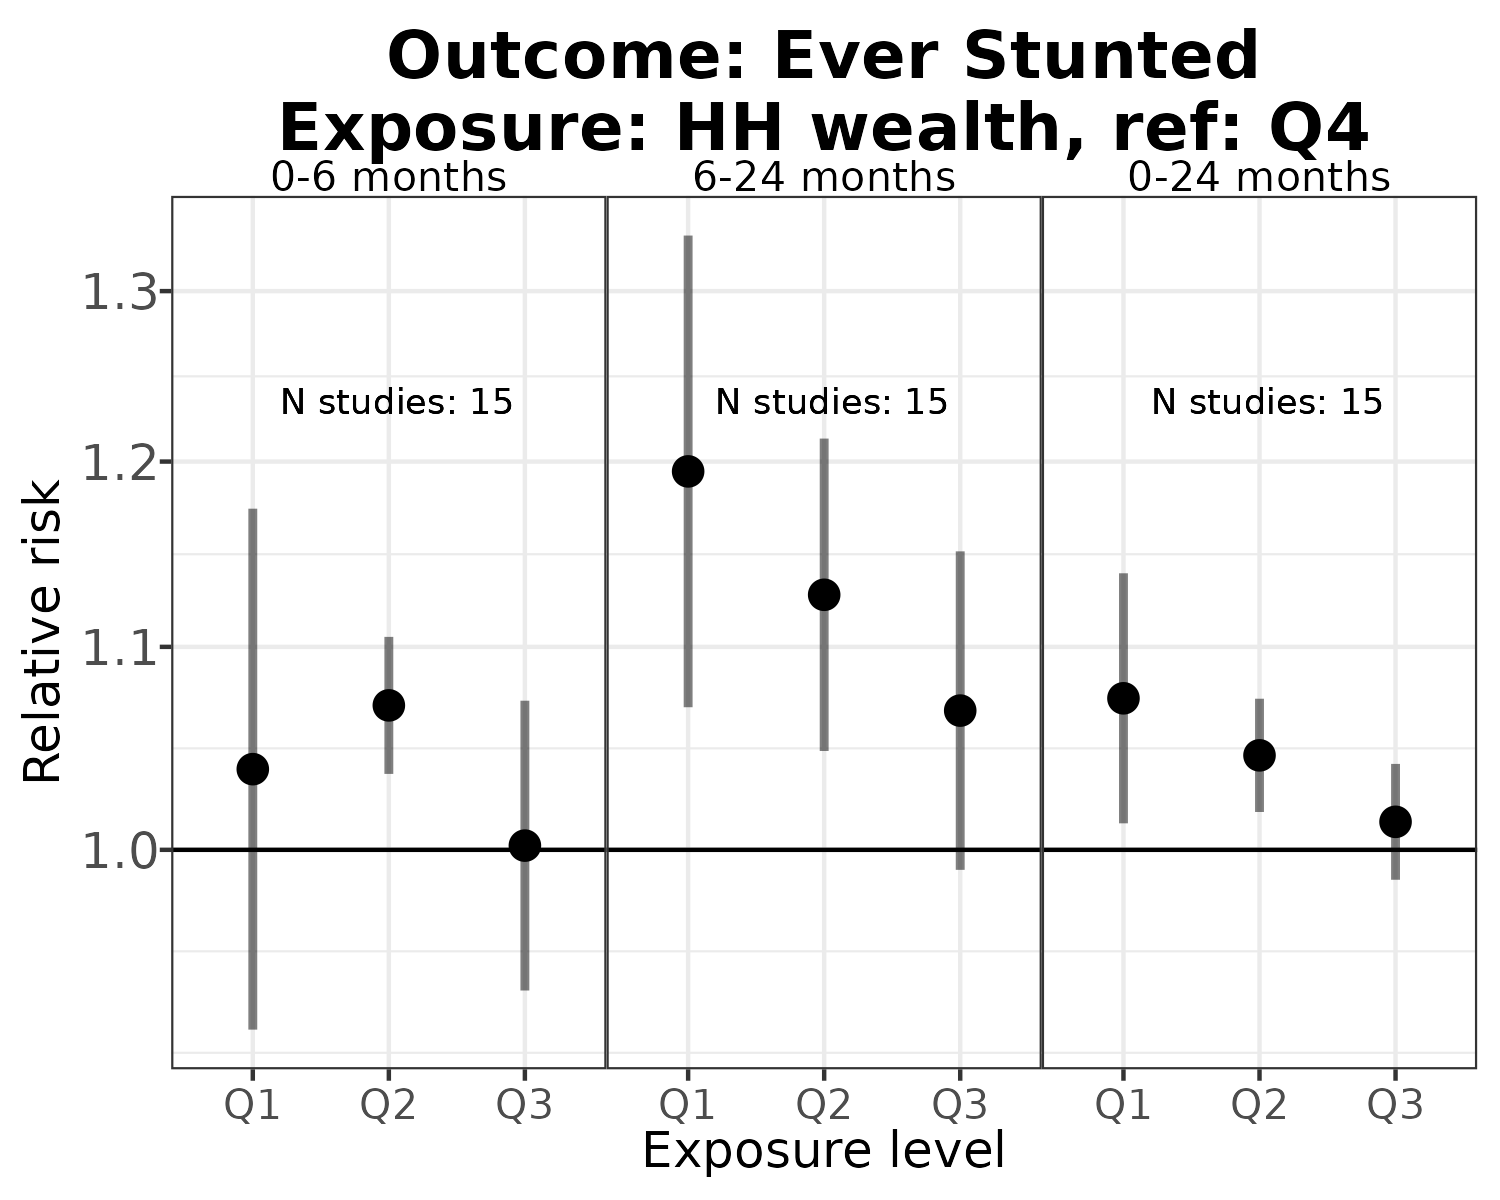 Outcome: Ever Stunted
Exposure: HH wealth, ref: Q4
0-6 months 6-24 months 0-24 months
1.3
N studies: 15 N studies: 15 N studies: 15
1.2
1.1
1.0
Relative risk
Q1 Q2 Q3 Q1 Q2 Q3 Q1 Q2 Q3
Exposure level